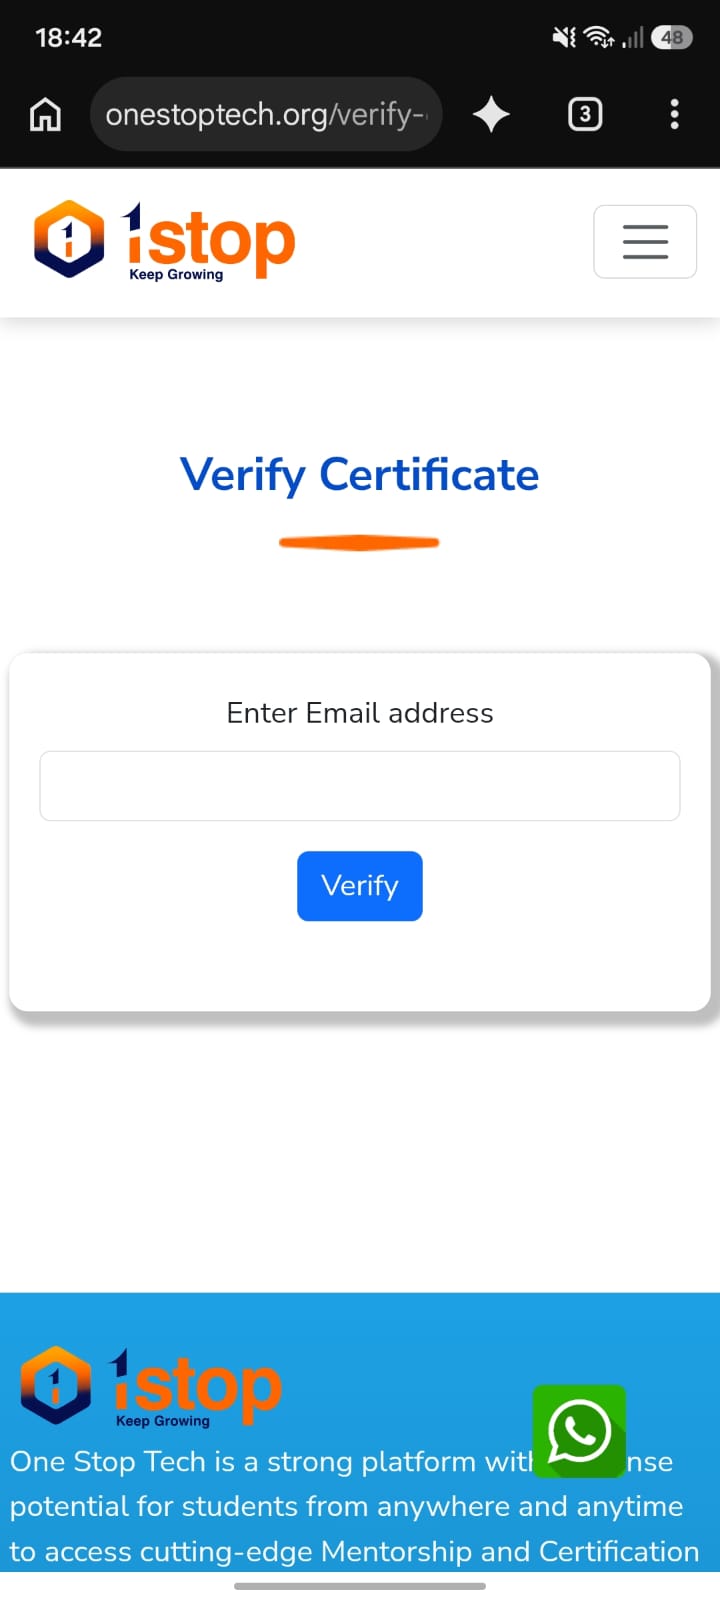 18:42
48
onestoptech.org/verify-
3
1stop
Keep Growing
Verify Certificate
Enter Email address
Verify
1stop
Keep Growing
One Stop Tech is a strong platform with nse
potential for students from anywhere and anytime
to access cutting-edge Mentorship and Certification